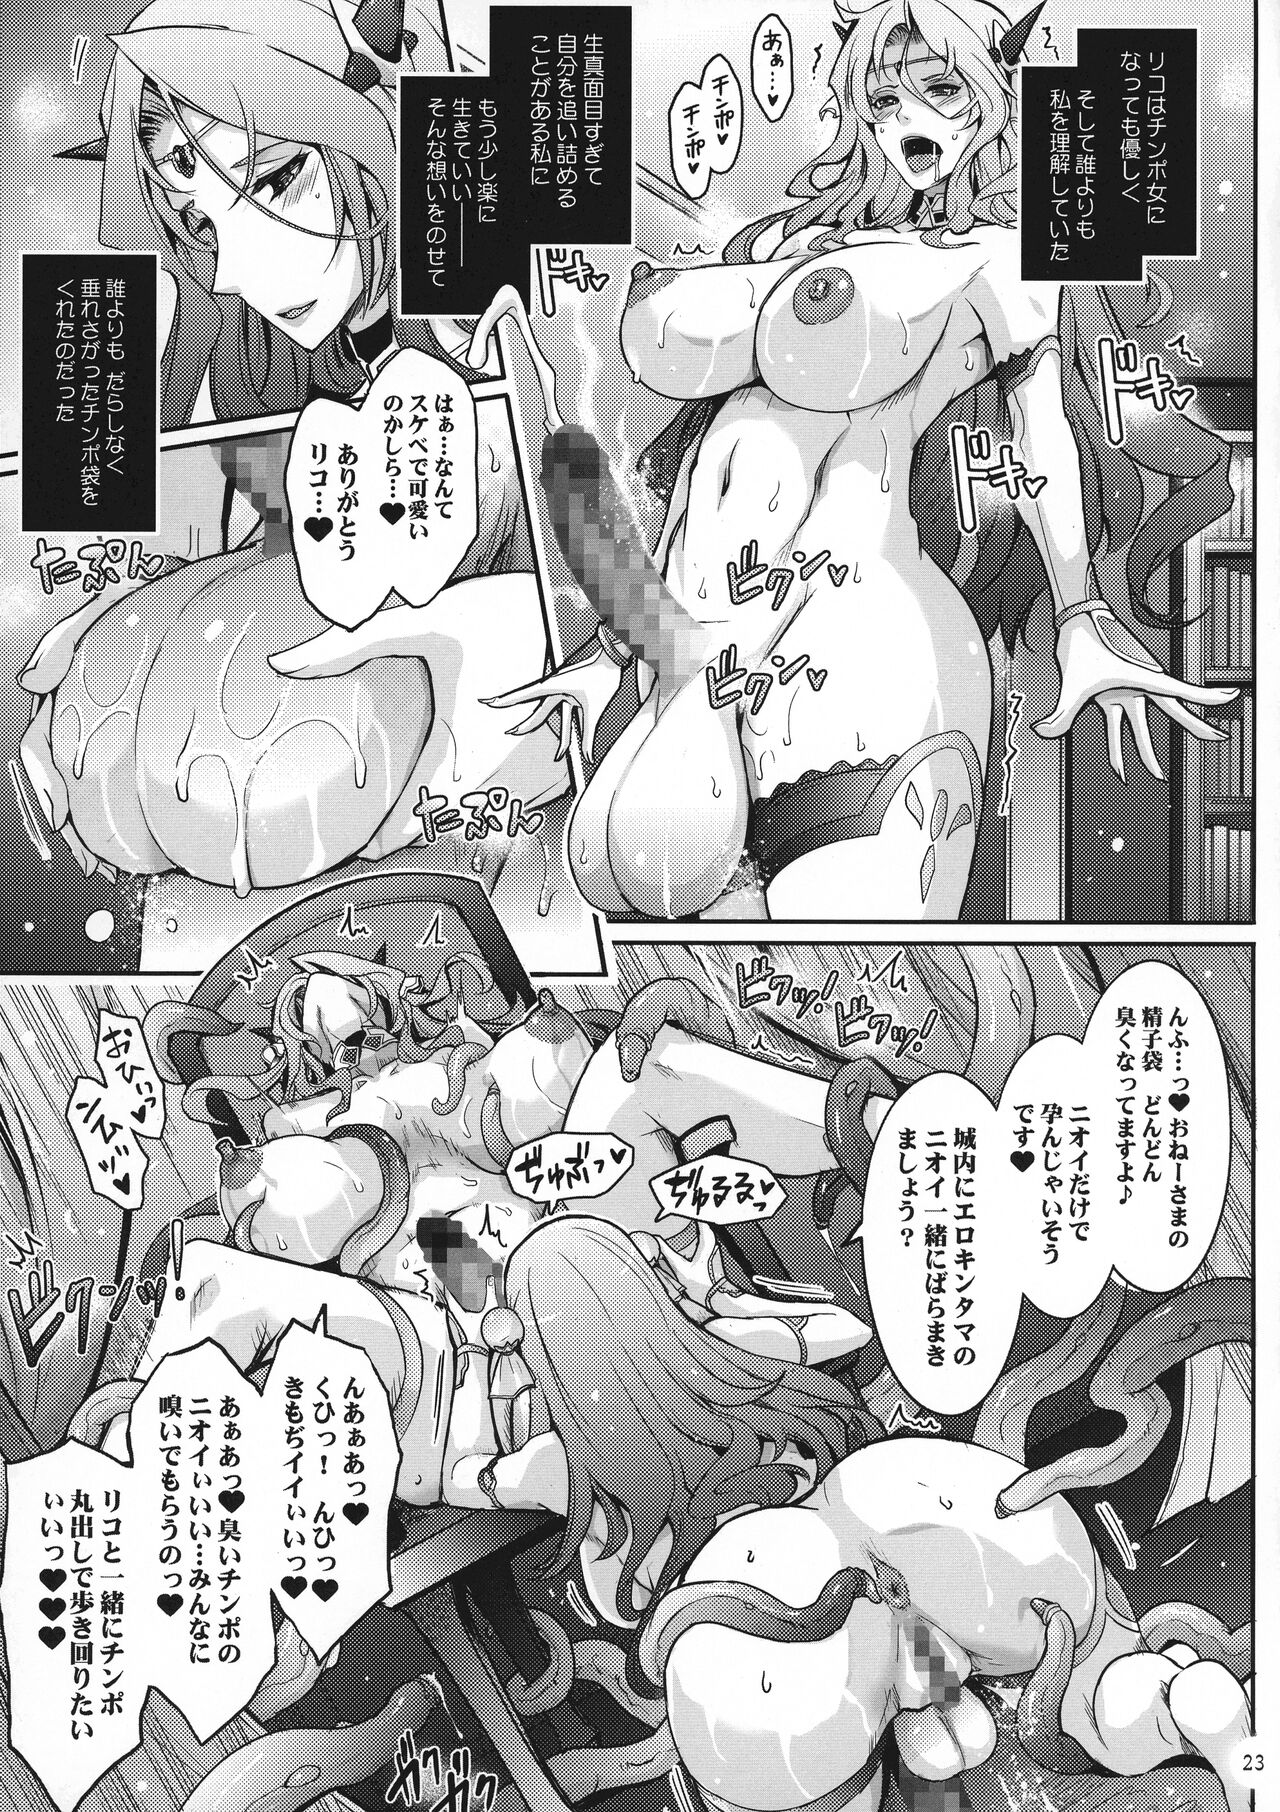 リコはチンポ女に
なっても優しく
そして誰よりも
私を理解していた
あぁ…♥
チンポ♥
チンポ♥
ドキ♥
ドキ♥
ドキ♥
ビクン♥
ビクン♥
生真面目すぎて
自分を追い詰める
ことがある私に
もう少し楽に
生きていい――
そんな想いをのせて
誰よりも だらしなく
垂れさがったチンポ袋を
くれたのだった
はぁ…なんて
スケベで可愛い
のかしら…♥
ありがとう
リコ…♥
たぷん
たぷん
んふ…っ♥おねーさまの
精子袋 どんどん
臭くなってますよ♪
ニオイだけで
孕んじゃいそう
です♥
城内にエロキンタマの
ニオイ一緒にばらまき
ましょう？
ビクッ!
ビクッ!
おひぃっ♥
ぢゅぶっ♥
ぢゅるるっ♥
ビクンッ!
んあぁあっ♥
くひっ！んひっ♥
きもぢイイぃいっ♥
あぁあっ♥臭いチンポの
ニオイぃいい…みんなに
嗅いでもらうのっ♥
リコと一緒にチンポ
丸出しで歩き回りたい
いいっ♥♥♥
ガク
ガクッ
23